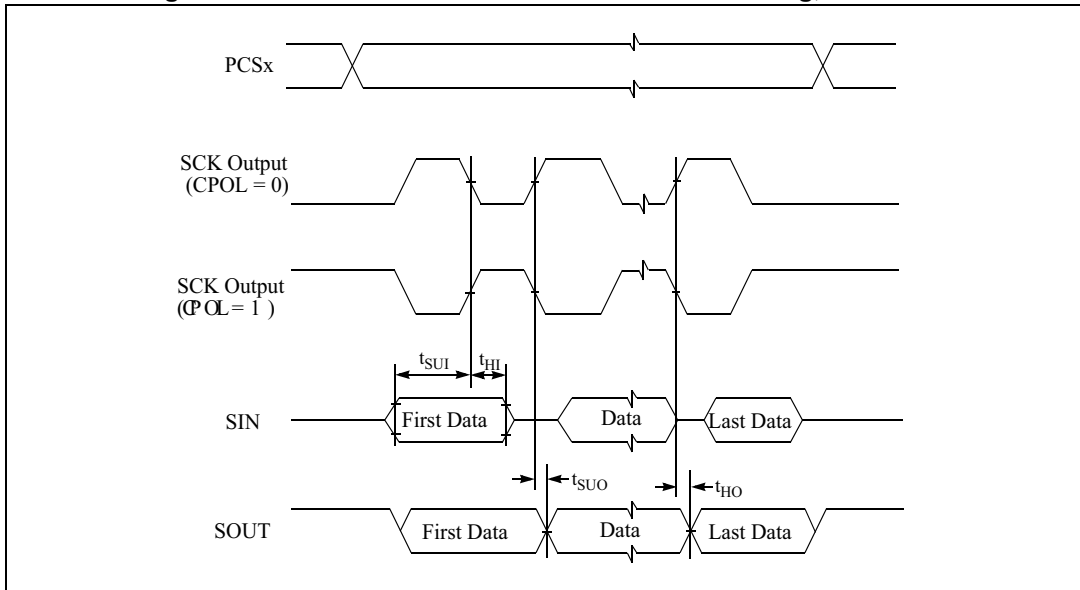 PCSx
SCK Output
(CPOL = 0)
SCK Output
(CPOL = 1 )
tSUI
tHI
SIN
First Data
Data
Last Data
tSUO
tHO
SOUT
First Data
Data
Last Data